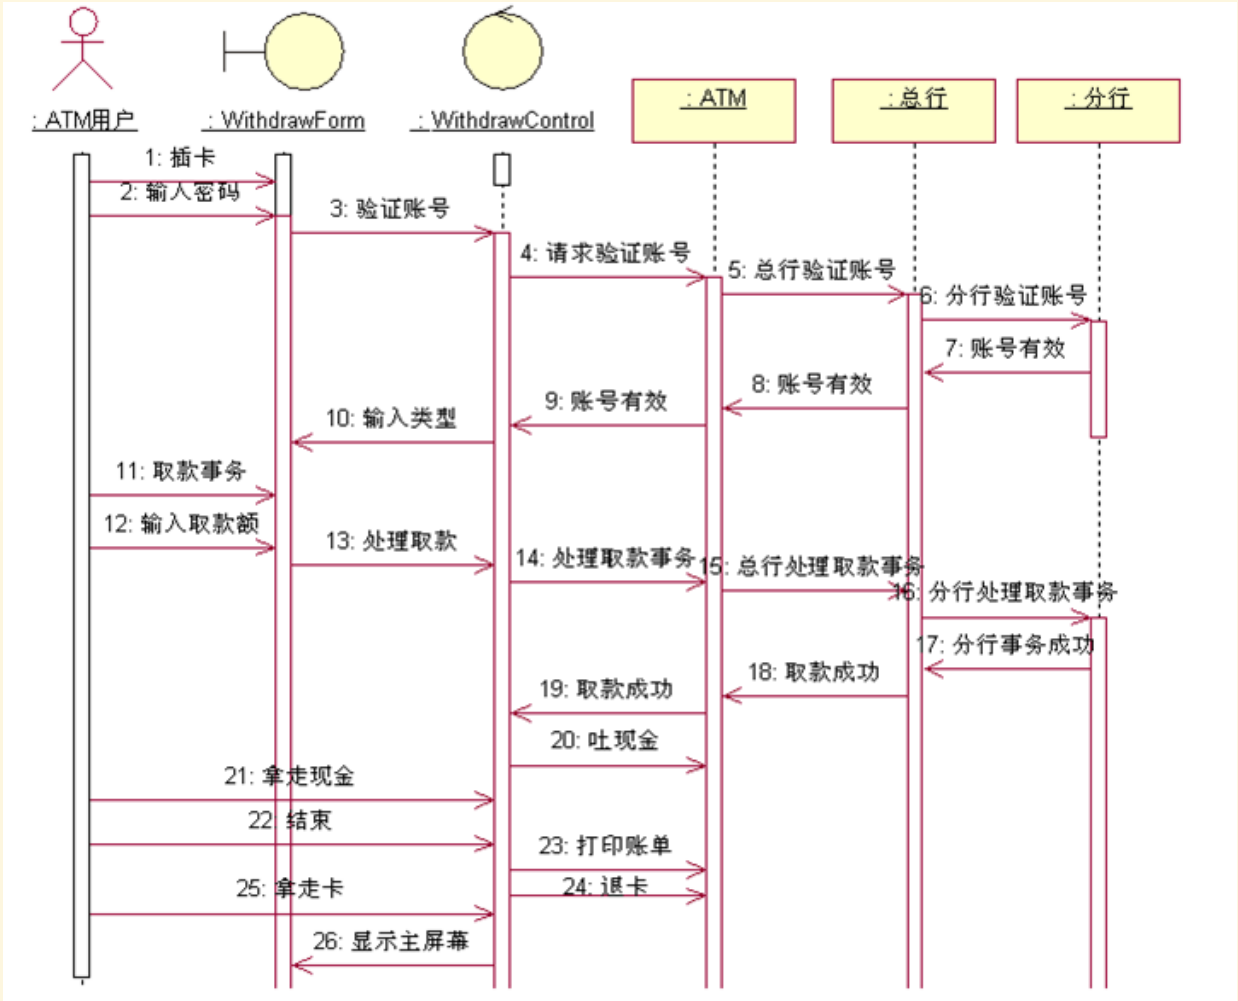 : ATM用户
: WithdrawForm
: WithdrawControl
: ATM
: 总行
: 分行
1: 插卡
2: 输入密码
3: 验证账号
4: 请求验证账号
5: 总行验证账号
6: 分行验证账号
7: 账号有效
8: 账号有效
9: 账号有效
10: 输入类型
11: 取款事务
12: 输入取款额
13: 处理取款
14: 处理取款事务
15: 总行处理取款事务
16: 分行处理取款事务
17: 分行事务成功
18: 取款成功
19: 取款成功
20: 吐现金
21: 拿走现金
22: 结束
23: 打印账单
24: 退卡
25: 拿走卡
26: 显示主屏幕